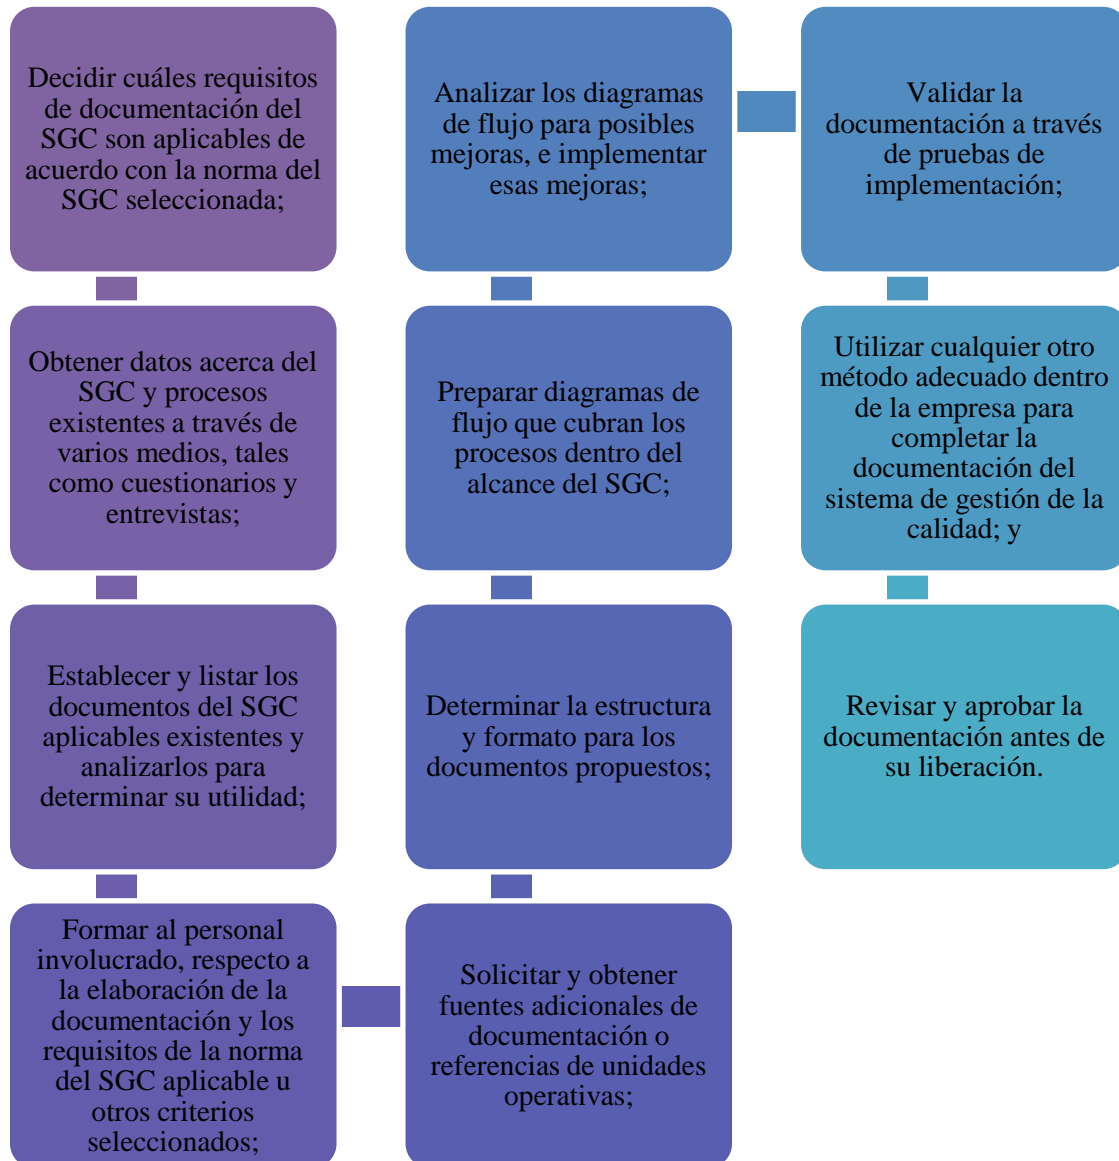 Decidir cuáles requisitos
de documentación del
SGC son aplicables de
acuerdo con la norma del
SGC seleccionada;
Obtener datos acerca del
SGC y procesos
existentes a través de
varios medios, tales
como cuestionarios y
entrevistas;
Establecer y listar los
documentos del SGC
aplicables existentes y
analizarlos para
determinar su utilidad;
Formar al personal
involucrado, respecto a
la elaboración de la
documentación y los
requisitos de la norma
del SGC aplicable u
otros criterios
seleccionados;
Solicitar y obtener
fuentes adicionales de
documentación o
referencias de unidades
operativas;
Determinar la estructura
y formato para los
documentos propuestos;
Preparar diagramas de
flujo que cubran los
procesos dentro del
alcance del SGC;
Analizar los diagramas
de flujo para posibles
mejoras, e implementar
esas mejoras;
Validar la
documentación a través
de pruebas de
implementación;
Utilizar cualquier otro
método adecuado dentro
de la empresa para
completar la
documentación del
sistema de gestión de la
calidad; y
Revisar y aprobar la
documentación antes de
su liberación.